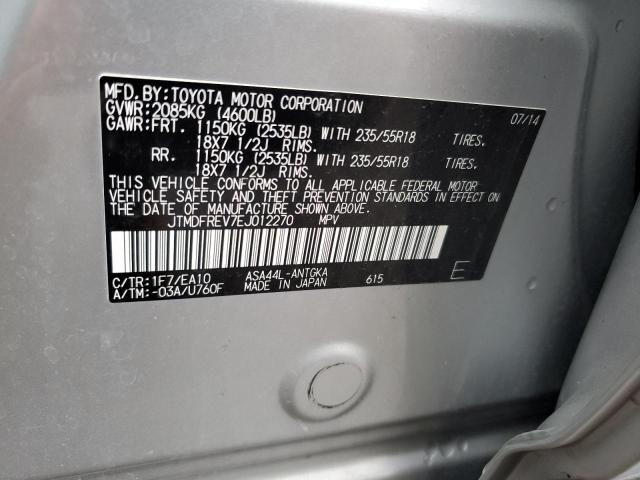 MFD. BY: TOYOTA MOTOR CORPORATION 07/14
GVWR: 2085KG (4600LB)
GAWR: FRT. 1150KG (2535LB) WITH 235/55R18 TIRES.
18X7 1/2J RIMS.
RR. 1150KG (2535LB) WITH 235/55R18 TIRES.
18X7 1/2J RIMS.
THIS VEHICLE CONFORMS TO ALL APPLICABLE FEDERAL MOTOR
VEHICLE SAFETY AND THEFT PREVENTION STANDARDS IN EFFECT ON
THE DATE OF MANUFACTURE SHOWN ABOVE.
JTMDFREV7EJ012270 MPV
C/TR: 1F7/EA10 ASA44L-ANTGKA 615 E
A/TM: -03A/U760F MADE IN JAPAN